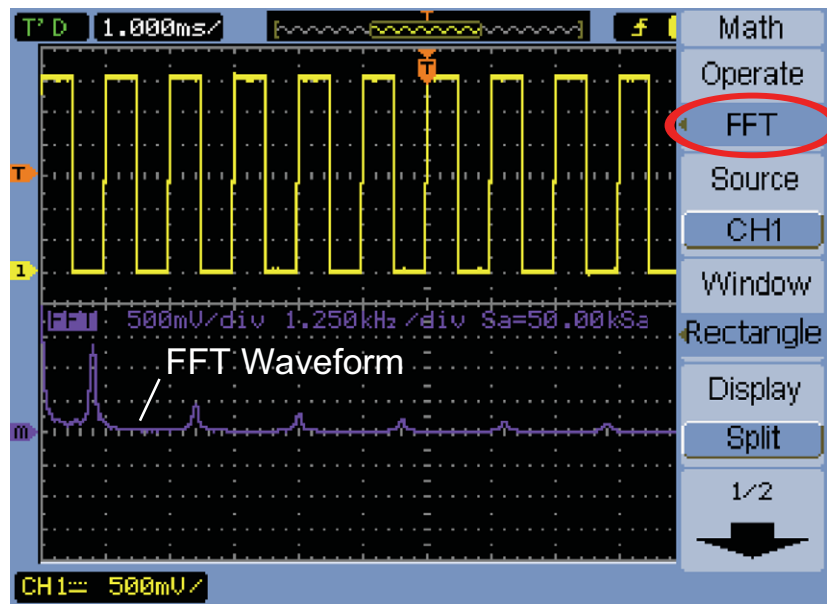 T'D 1.000ms/
T
Math
Operate
FFT
Source
CH1
Window
Rectangle
Display
Split
1/2
T
T
1
FFT 500mV/div 1.250kHz/div Sa=50.00kSa
FFT Waveform
m
CH1 500mV/